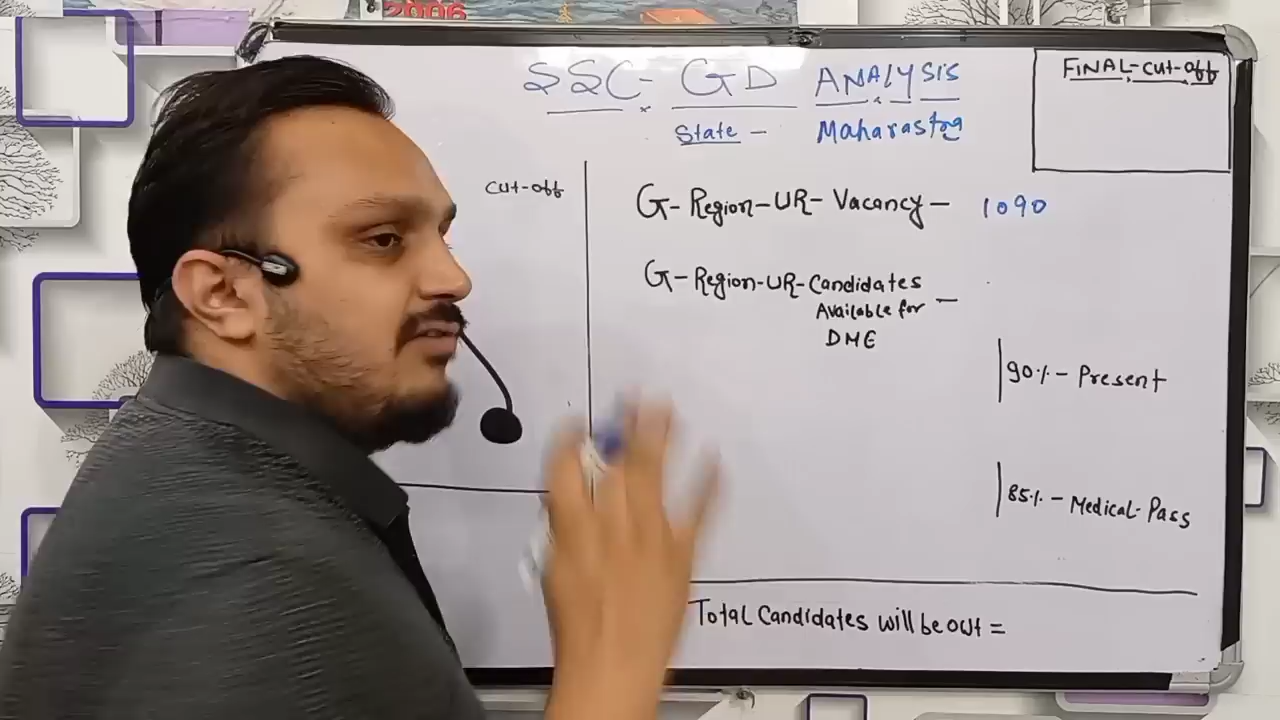 2006
SSC- GD ANALYSIS
State - Maharastra
FINAL-cut-off
cut-off
G-Region-UR-Vacancy- 1090
G-Region-UR-Candidates
Available for -
DME
90%-Present
85%-Medical-Pass
Total Candidates will be out =